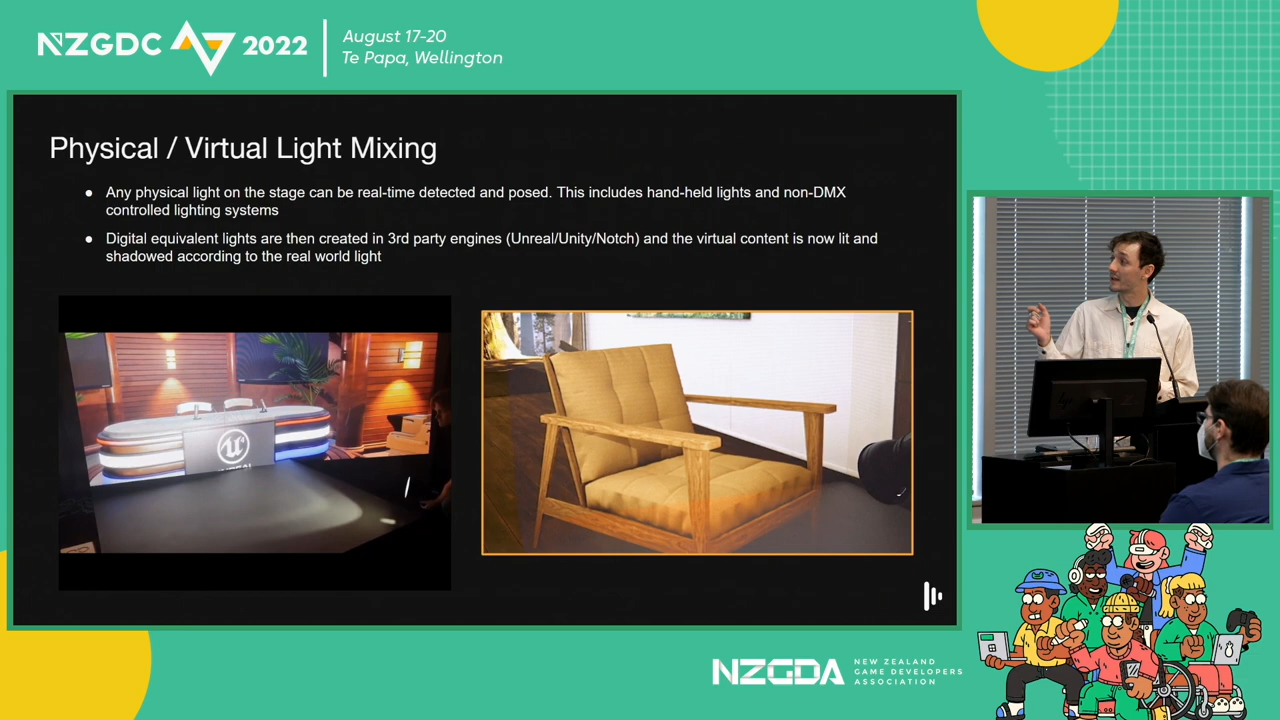 NZGDC 2022
August 17-20
Te Papa, Wellington
Physical / Virtual Light Mixing
● Any physical light on the stage can be real-time detected and posed. This includes hand-held lights and non-DMX
controlled lighting systems
● Digital equivalent lights are then created in 3rd party engines (Unreal/Unity/Notch) and the virtual content is now lit and
shadowed according to the real world light
NZGDA
NEW ZEALAND
GAME DEVELOPERS
ASSOCIATION